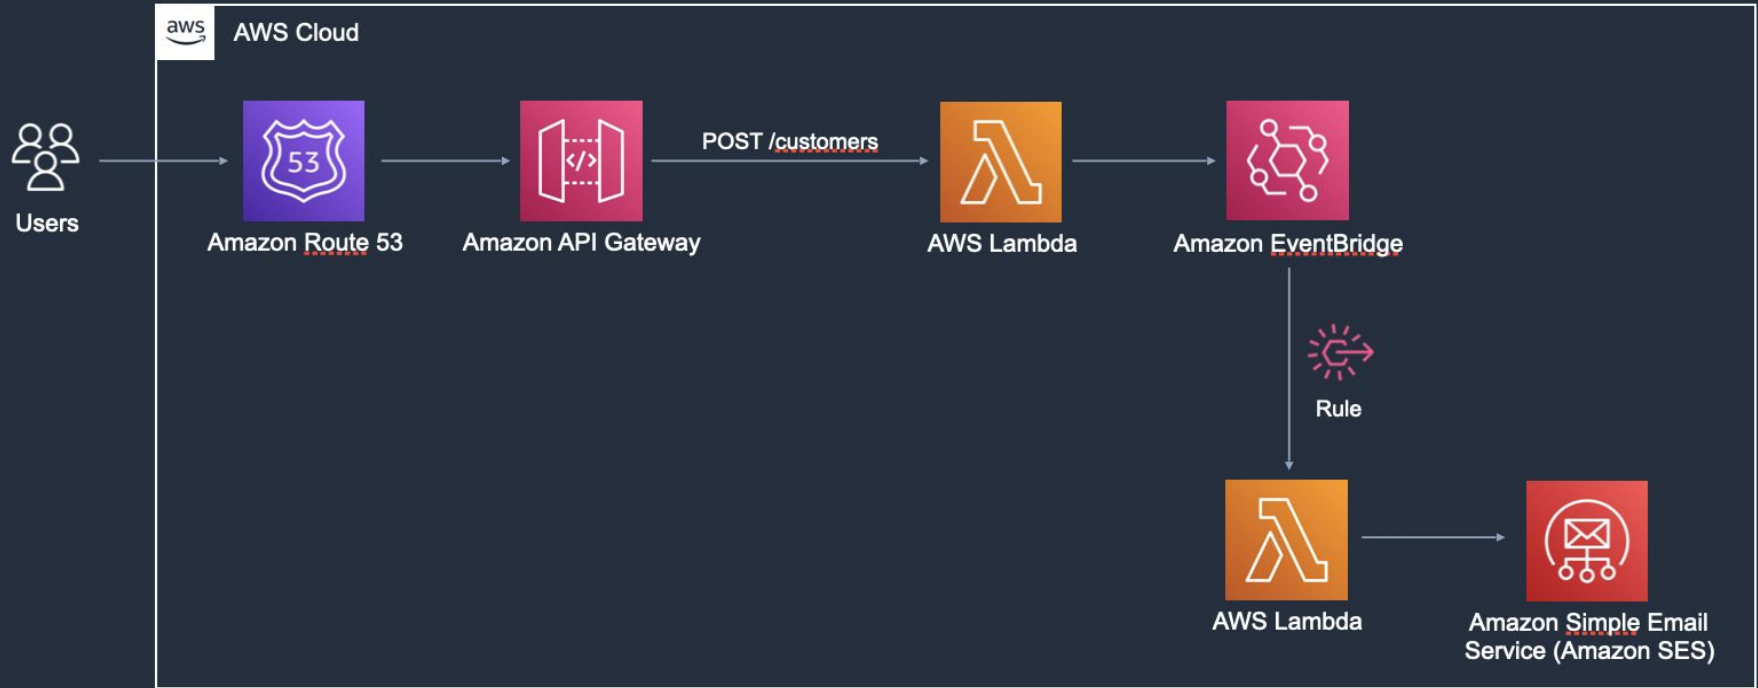 aws
AWS Cloud
POST /customers
53
</>
Users
Amazon Route 53
Amazon API Gateway
AWS Lambda
Amazon EventBridge
Rule
AWS Lambda
Amazon Simple Email
Service (Amazon SES)